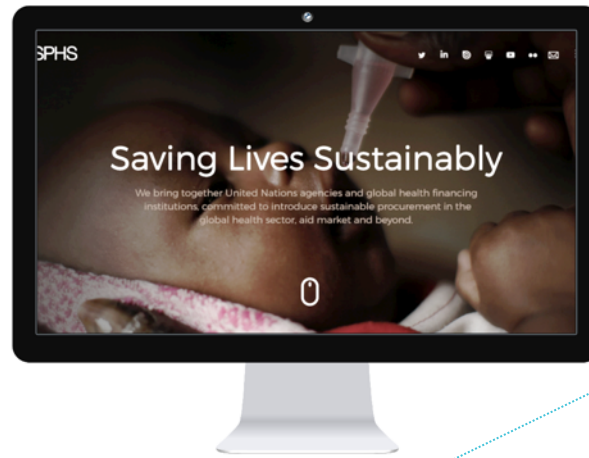 SPHS
Saving Lives Sustainably
We bring together United Nations agencies and global health financing
institutions, committed to introduce sustainable procurement in the
global health sector, aid market and beyond.